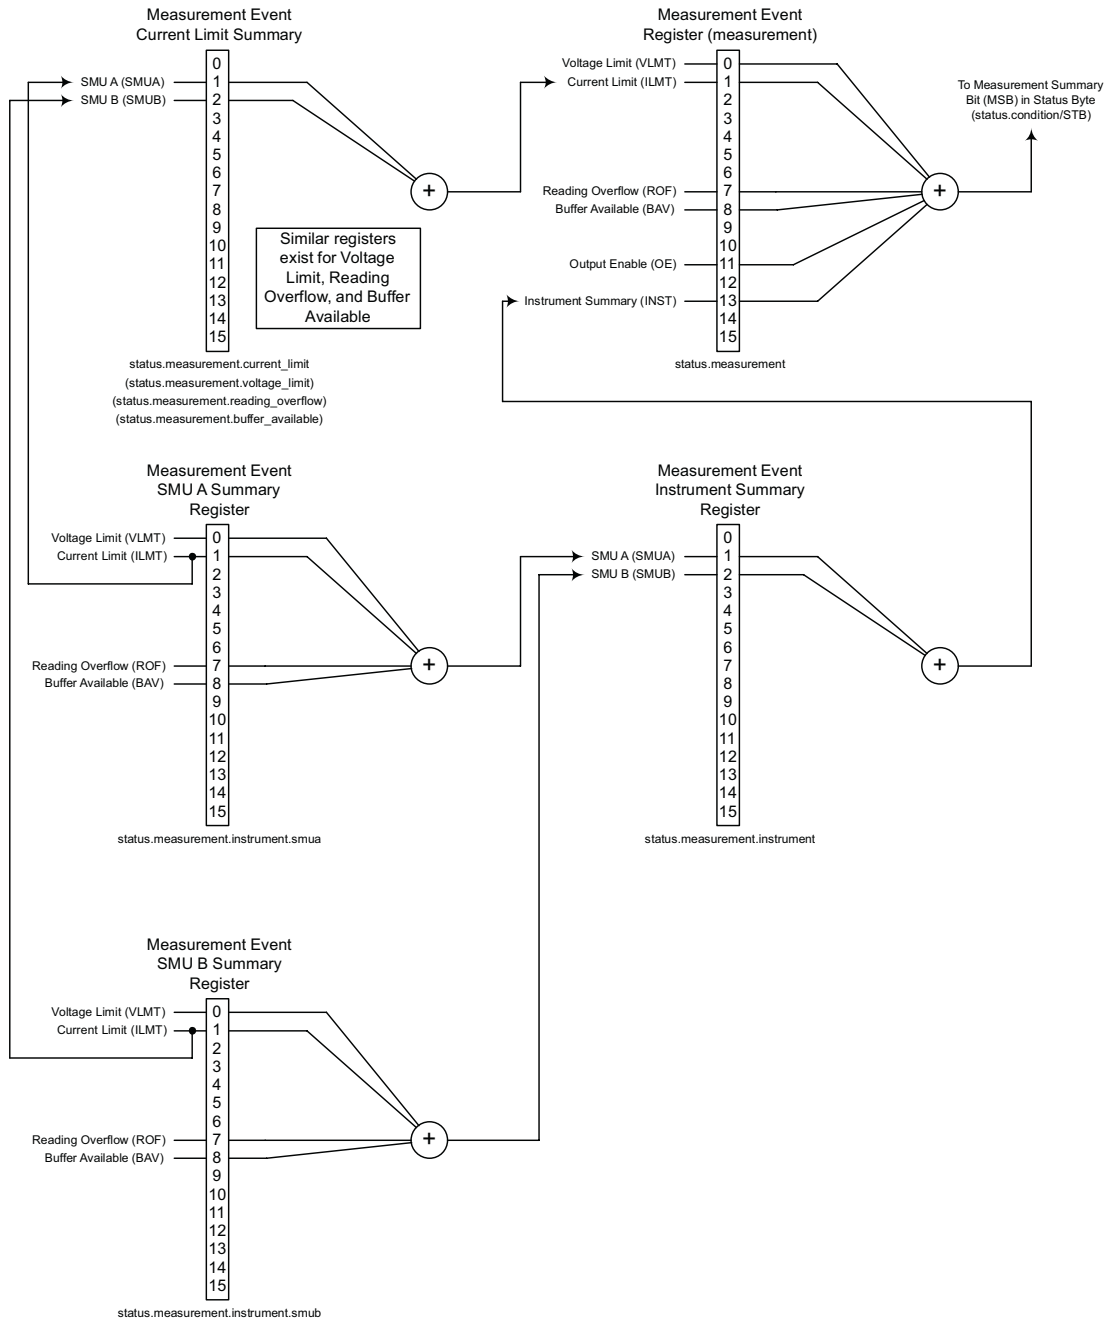 Measurement Event
Current Limit Summary
SMU A (SMUA)
SMU B (SMUB)
0
1
2
3
4
5
6
7
8
9
10
11
12
13
14
15
+
Similar registers
exist for Voltage
Limit, Reading
Overflow, and Buffer
Available
status.measurement.current_limit
(status.measurement.voltage_limit)
(status.measurement.reading_overflow)
(status.measurement.buffer_available)
Measurement Event
Register (measurement)
Voltage Limit (VLMT)
Current Limit (ILMT)
Reading Overflow (ROF)
Buffer Available (BAV)
Output Enable (OE)
Instrument Summary (INST)
0
1
2
3
4
5
6
7
8
9
10
11
12
13
14
15
+
To Measurement Summary
Bit (MSB) in Status Byte
(status.condition/STB)
status.measurement
Measurement Event
SMU A Summary
Register
Voltage Limit (VLMT)
Current Limit (ILMT)
Reading Overflow (ROF)
Buffer Available (BAV)
0
1
2
3
4
5
6
7
8
9
10
11
12
13
14
15
+
status.measurement.instrument.smua
Measurement Event
Instrument Summary
Register
SMU A (SMUA)
SMU B (SMUB)
0
1
2
3
4
5
6
7
8
9
10
11
12
13
14
15
+
status.measurement.instrument
Measurement Event
SMU B Summary
Register
Voltage Limit (VLMT)
Current Limit (ILMT)
Reading Overflow (ROF)
Buffer Available (BAV)
0
1
2
3
4
5
6
7
8
9
10
11
12
13
14
15
+
status.measurement.instrument.smub